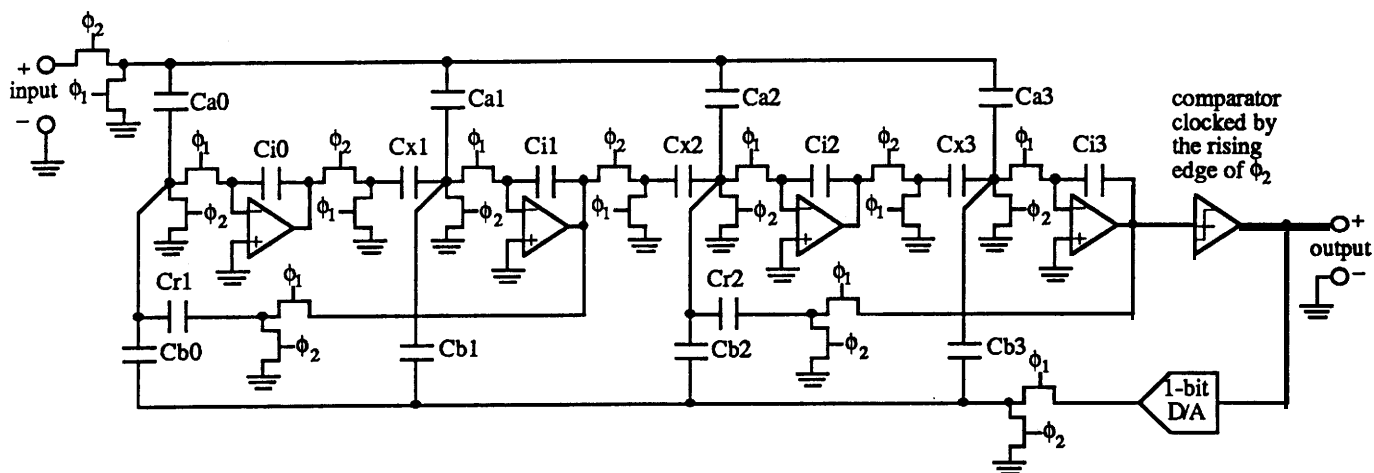 ϕ2
+
input
−
ϕ1
Ca0
Ca1
Ca2
Ca3
comparator
clocked by
the rising
edge of ϕ2
ϕ1
Ci0
ϕ2
Cx1
ϕ1
Ci1
ϕ2
Cx2
ϕ1
Ci2
ϕ2
Cx3
ϕ1
Ci3
ϕ2
ϕ1
ϕ2
ϕ1
ϕ2
ϕ1
ϕ2
−
+
−
+
−
+
−
+
+
output
−
Cr1
ϕ1
ϕ2
Cr2
ϕ1
ϕ2
Cb0
Cb1
Cb2
Cb3
ϕ1
ϕ2
1-bit
D/A